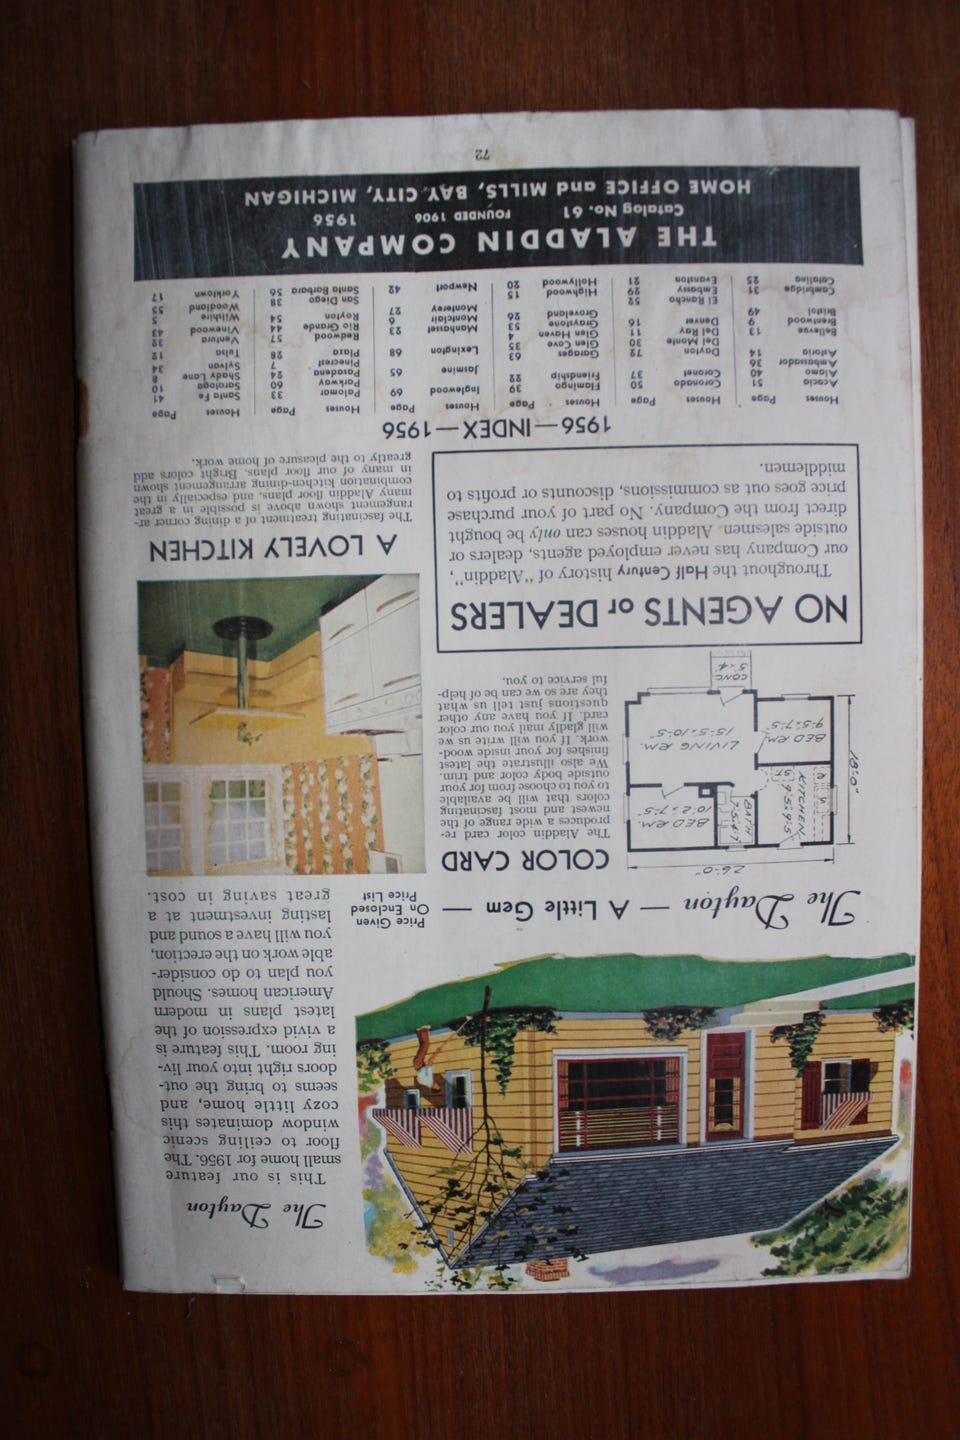 The Dayton
This is our feature
small home for 1956. The
floor to ceiling scenic
window dominates this
cozy little home, and
seems to bring the out-
doors right into your liv-
ing room. This feature is
a vivid expression of the
latest plans in modern
American homes. Should
you plan to do consider-
able work on the erection,
you will have a sound and
lasting investment at a
great saving in cost.
The Dayton — A Little Gem —
Price Given
On Enclosed
Price List
26'-0"
18'-0"
KITCHEN
9-5×9-5
BATH
7-5×4-7
BED RM.
10-2×7-5
ST.
BED RM
9-5×7-5
LIVING RM.
15-5×10-5
CONC
5'×4'
COLOR CARD
The Aladdin color card re-
produces a wide range of the
newest and most fascinating
colors that will be available
to you to choose from for your
outside body color and trim.
We also illustrate the latest
finishes for your inside wood-
work. If you will write us we
will gladly mail you our color
card. If you have any other
questions just tell us what
they are so we can be of help-
ful service to you.
NO AGENTS or DEALERS
Throughout the Half Century history of "Aladdin",
our Company has never employed agents, dealers or
outside salesmen. Aladdin houses can only be bought
direct from the Company. No part of your purchase
price goes out as commissions, discounts or profits to
middlemen.
A LOVELY KITCHEN
The fascinating treatment of a dining corner ar-
rangement shown above is possible in a great
many Aladdin floor plans, and especially in the
combination kitchen-dining arrangement shown
in many of our floor plans. Bright colors add
greatly to the pleasure of home work.
1956—INDEX—1956
Houses Page
Acacia 51
Alamo 40
Ambassador 36
Astoria 14
Bellevue 13
Brentwood 9
Bristol 49
Cambridge 31
Catalina 25
Houses Page
Coronado 50
Coronet 37
Dayton 72
Del Monte 30
Del Ray 11
Denver 16
El Rancho 52
Embassy 29
Evanston 21
Houses Page
Flamingo 39
Friendship 22
Garages 63
Glen Cove 35
Glen Haven 4
Graystone 53
Groveland 26
Highwood 15
Hollywood 20
Houses Page
Inglewood 69
Jasmine 65
Lexington 68
Manhasset 23
Montclair 6
Monterey 27
Newport 42
Houses Page
Palomar 33
Parkway 60
Pasadena 24
Pinecrest 7
Plaza 28
Redwood 57
Rio Grande 44
Royton 54
San Diego 38
Santa Barbara 56
Houses Page
Santa Fe 41
Saratoga 10
Shady Lane 8
Sylvan 34
Tulsa 12
Ventura 32
Vinewood 43
Wilshire 5
Woodland 55
Yorktown 17
THE ALADDIN COMPANY
Catalog No. 61 FOUNDED 1906 1956
HOME OFFICE and MILLS, BAY CITY, MICHIGAN
72